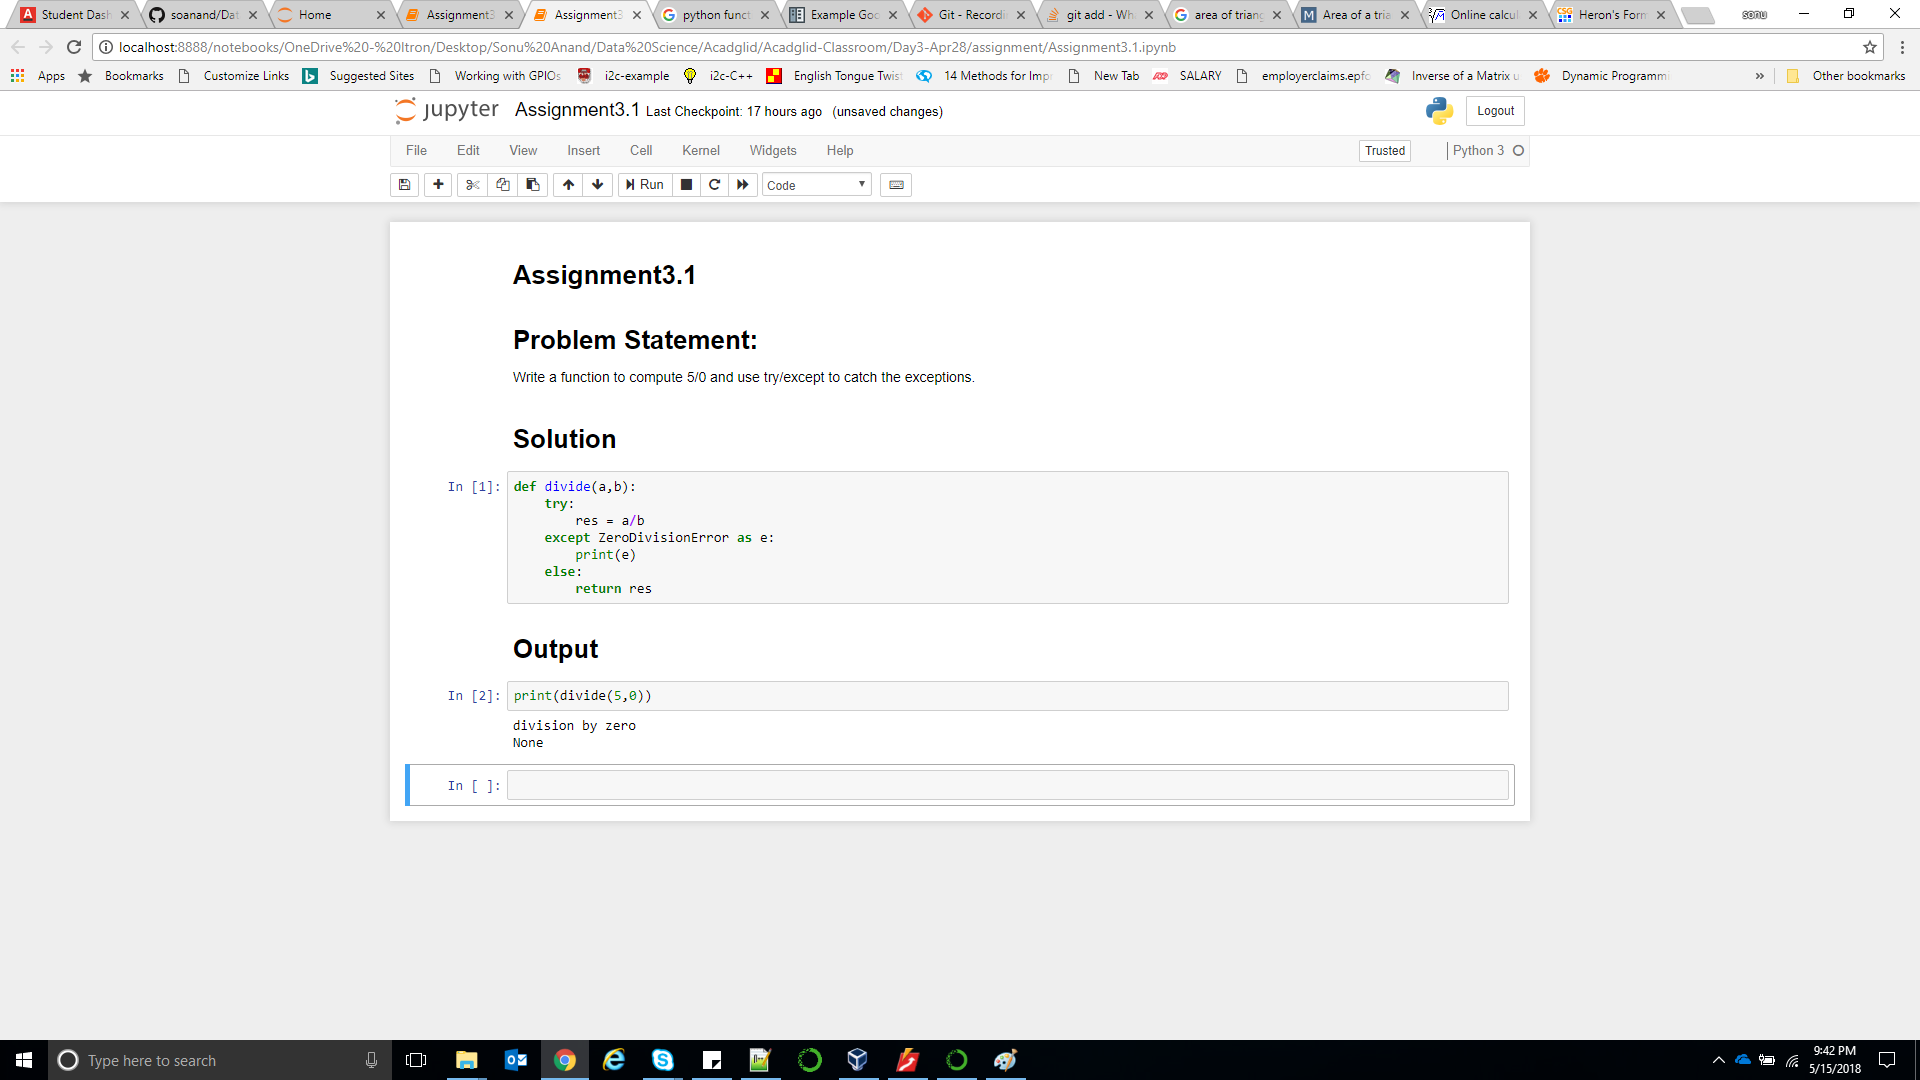 Student Dash
soanand/Dat
Home
Assignment3
Assignment3
python funct
Example Goo
Git - Recordi
git add - Wh
area of triang
Area of a tria
Online calcul
Heron's Form
sonu
localhost:8888/notebooks/OneDrive%20-%20Itron/Desktop/Sonu%20Anand/Data%20Science/Acadglid/Acadglid-Classroom/Day3-Apr28/assignment/Assignment3.1.ipynb
Apps
Bookmarks
Customize Links
Suggested Sites
Working with GPIOs
i2c-example
i2c-C++
English Tongue Twist
14 Methods for Impr
New Tab
SALARY
employerclaims.epfo
Inverse of a Matrix u
Dynamic Programmi
»
Other bookmarks
jupyter
Assignment3.1 Last Checkpoint: 17 hours ago (unsaved changes)
Logout
File Edit View Insert Cell Kernel Widgets Help
Trusted
Python 3
Run
Code
Assignment3.1
Problem Statement:
Write a function to compute 5/0 and use try/except to catch the exceptions.
Solution
In [1]:
def divide(a,b):
    try:
        res = a/b
    except ZeroDivisionError as e:
        print(e)
    else:
        return res
Output
In [2]:
print(divide(5,0))
division by zero
None
In [ ]:
Type here to search
9:42 PM
5/15/2018